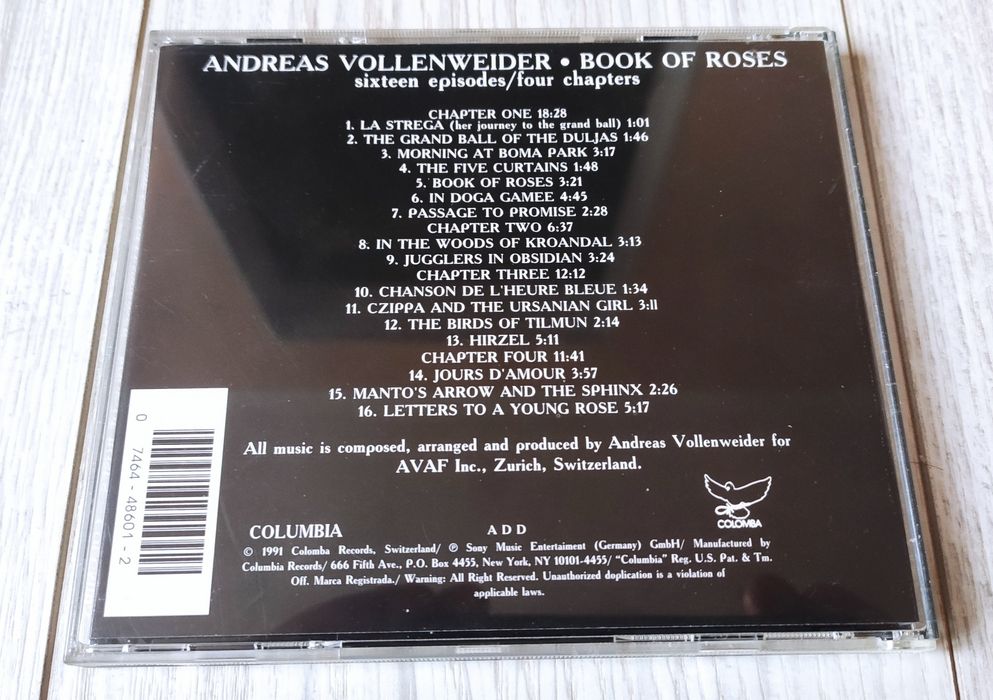 ANDREAS VOLLENWEIDER • BOOK OF ROSES
sixteen episodes/four chapters
CHAPTER ONE 18:28
1. LA STREGA (her journey to the grand ball) 1:01
2. THE GRAND BALL OF THE DULJAS 1:46
3. MORNING AT BOMA PARK 3:17
4. THE FIVE CURTAINS 1:48
5. BOOK OF ROSES 3:21
6. IN DOGA GAMEE 4:45
7. PASSAGE TO PROMISE 2:28
CHAPTER TWO 6:37
8. IN THE WOODS OF KROANDAL 3:13
9. JUGGLERS IN OBSIDIAN 3:24
CHAPTER THREE 12:12
10. CHANSON DE L'HEURE BLEUE 1:34
11. CZIPPA AND THE URSANIAN GIRL 3:11
12. THE BIRDS OF TILMUN 2:14
13. HIRZEL 5:11
CHAPTER FOUR 11:41
14. JOURS D'AMOUR 3:57
15. MANTO'S ARROW AND THE SPHINX 2:26
16. LETTERS TO A YOUNG ROSE 5:17
All music is composed, arranged and produced by Andreas Vollenweider for
AVAF Inc., Zurich, Switzerland.
0 7464-48601-2
COLOMBA
COLUMBIA
ADD
© 1991 Colomba Records, Switzerland/ ℗ Sony Music Entertaiment (Germany) GmbH/ Manufactured by
Columbia Records/ 666 Fifth Ave., P.O. Box 4455, New York, NY 10101-4455/ "Columbia" Reg. U.S. Pat. & Tm.
Off. Marca Registrada./ Warning: All Right Reserved. Unauthorized doplication is a violation of
applicable laws.